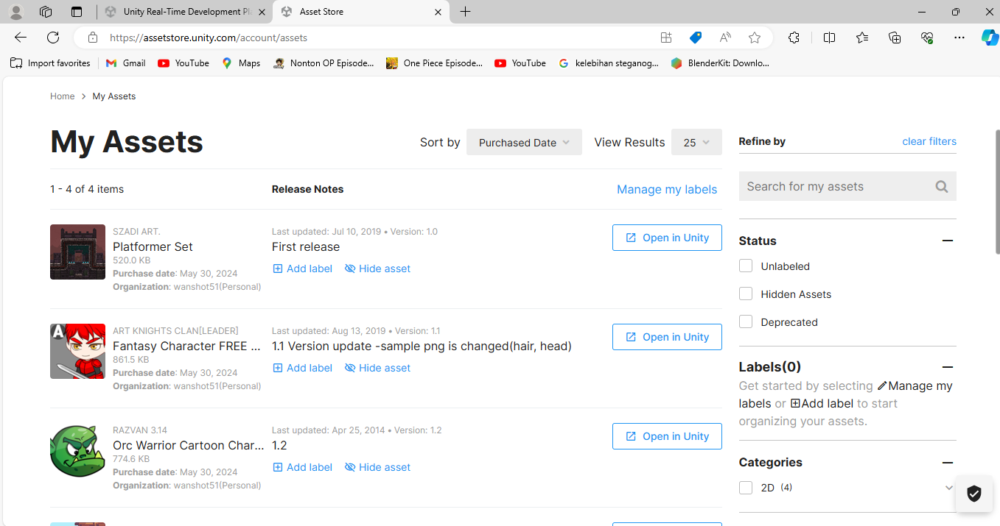 Unity Real-Time Development Pla
Asset Store
https://assetstore.unity.com/account/assets
Import favorites
Gmail
YouTube
Maps
Nonton OP Episode...
One Piece Episode...
YouTube
kelebihan steganog...
BlenderKit: Downlo...
Home > My Assets
My Assets
Sort by Purchased Date
View Results 25
1 - 4 of 4 items
Release Notes
Manage my labels
SZADI ART.
Platformer Set
520.0 KB
Purchase date: May 30, 2024
Organization: wanshot51(Personal)
Last updated: Jul 10, 2019 • Version: 1.0
First release
Add label Hide asset
Open in Unity
A
ART KNIGHTS CLAN[LEADER]
Fantasy Character FREE ...
861.5 KB
Purchase date: May 30, 2024
Organization: wanshot51(Personal)
Last updated: Aug 13, 2019 • Version: 1.1
1.1 Version update -sample png is changed(hair, head)
Add label Hide asset
Open in Unity
RAZVAN 3.14
Orc Warrior Cartoon Char...
774.6 KB
Purchase date: May 30, 2024
Organization: wanshot51(Personal)
Last updated: Apr 25, 2014 • Version: 1.2
1.2
Add label Hide asset
Open in Unity
Refine by
clear filters
Search for my assets
Status
Unlabeled
Hidden Assets
Deprecated
Labels(0)
Get started by selecting Manage my
labels or Add label to start
organizing your assets.
Categories
2D (4)